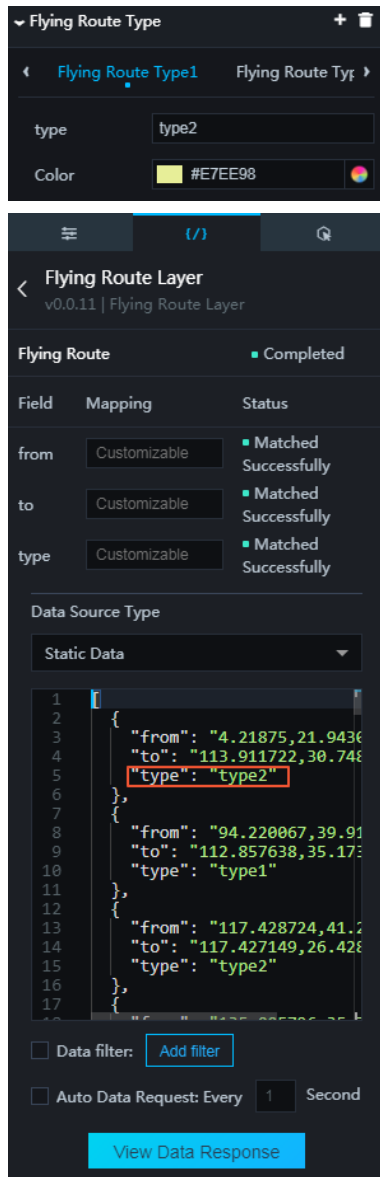 Flying Route Type
Flying Route Type1 Flying Route Typ
type type2
Color #E7EE98
{/}
Flying Route Layer
v0.0.11 | Flying Route Layer
Flying Route Completed
Field Mapping Status
from Customizable Matched Successfully
to Customizable Matched Successfully
type Customizable Matched Successfully
Data Source Type
Static Data
1 [
2 {
3 "from": "4.21875,21.9430
4 "to": "113.911722,30.748
5 "type": "type2"
6 },
7 {
8 "from": "94.220067,39.91
9 "to": "112.857638,35.173
10 "type": "type1"
11 },
12 {
13 "from": "117.428724,41.2
14 "to": "117.427149,26.428
15 "type": "type2"
16 },
17 {
Data filter: Add filter
Auto Data Request: Every 1 Second
View Data Response